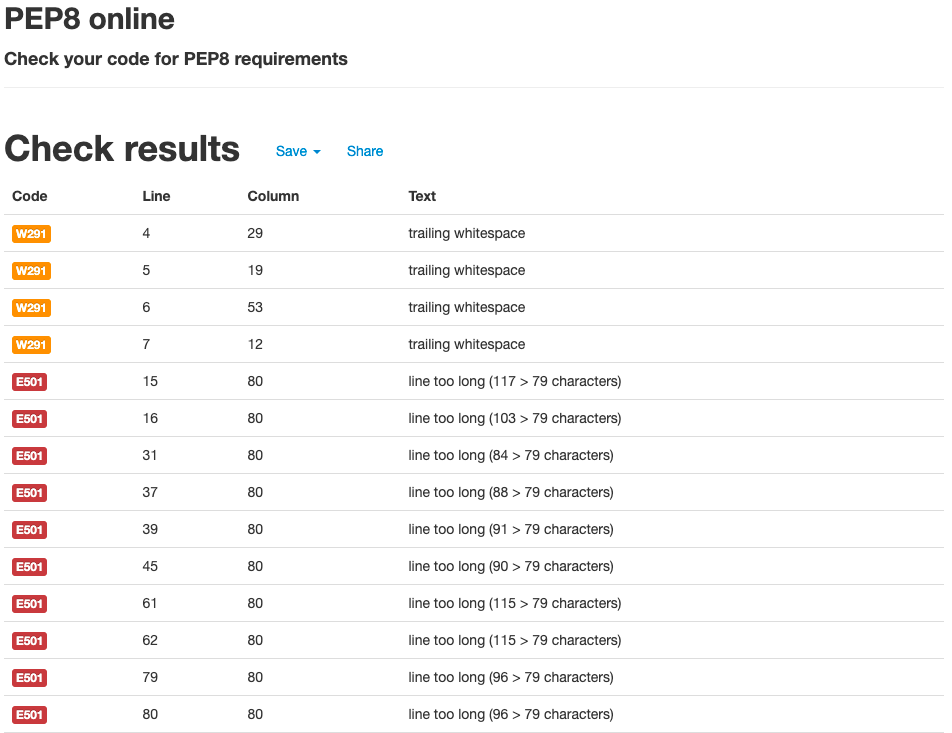 PEP8 online
Check your code for PEP8 requirements
Check results Save Share
Code Line Column Text
W291 4 29 trailing whitespace
W291 5 19 trailing whitespace
W291 6 53 trailing whitespace
W291 7 12 trailing whitespace
E501 15 80 line too long (117 > 79 characters)
E501 16 80 line too long (103 > 79 characters)
E501 31 80 line too long (84 > 79 characters)
E501 37 80 line too long (88 > 79 characters)
E501 39 80 line too long (91 > 79 characters)
E501 45 80 line too long (90 > 79 characters)
E501 61 80 line too long (115 > 79 characters)
E501 62 80 line too long (115 > 79 characters)
E501 79 80 line too long (96 > 79 characters)
E501 80 80 line too long (96 > 79 characters)